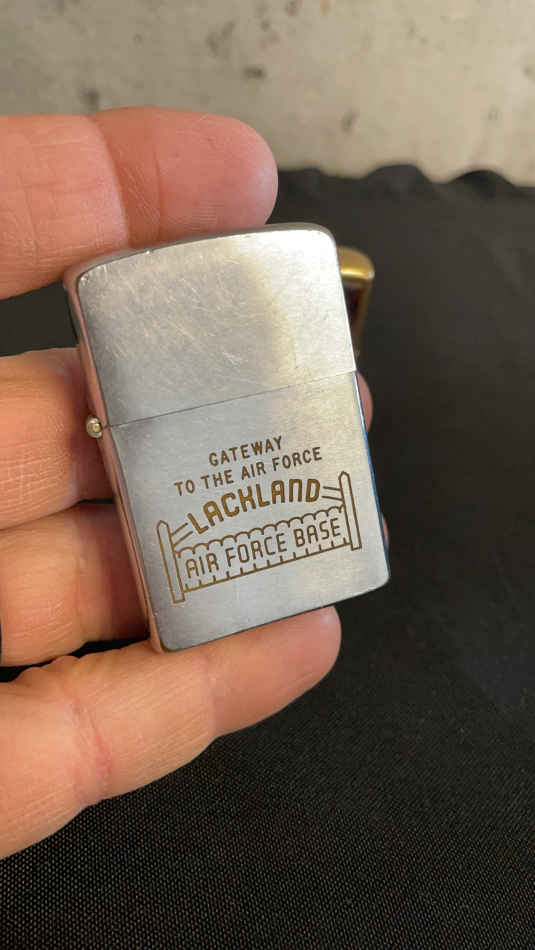 GATEWAY
TO THE AIR FORCE
LACKLAND
AIR FORCE BASE